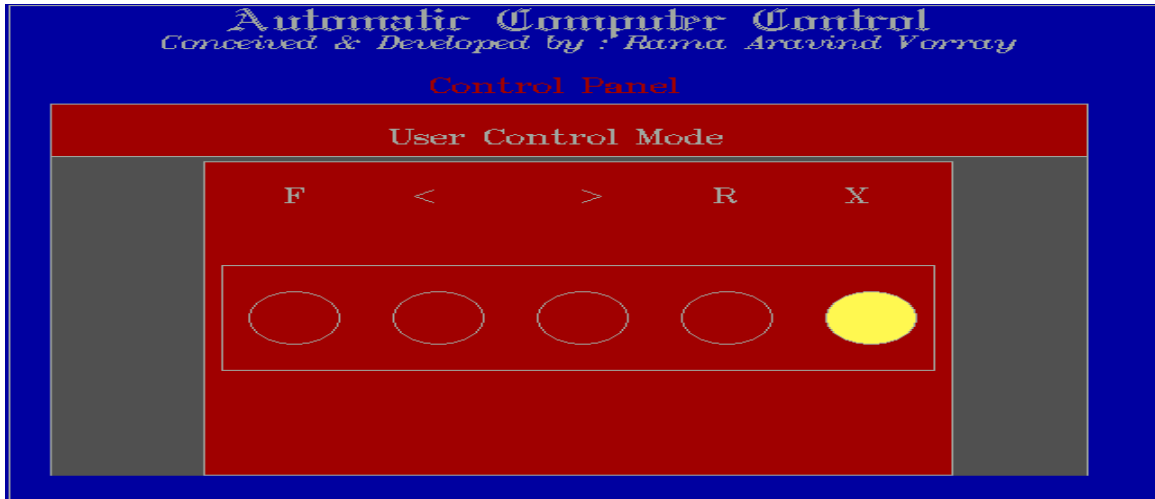 Automatic Computer Control
Conceived & Developed by : Rama Aravind Vorray
Control Panel
User Control Mode
F < > R X